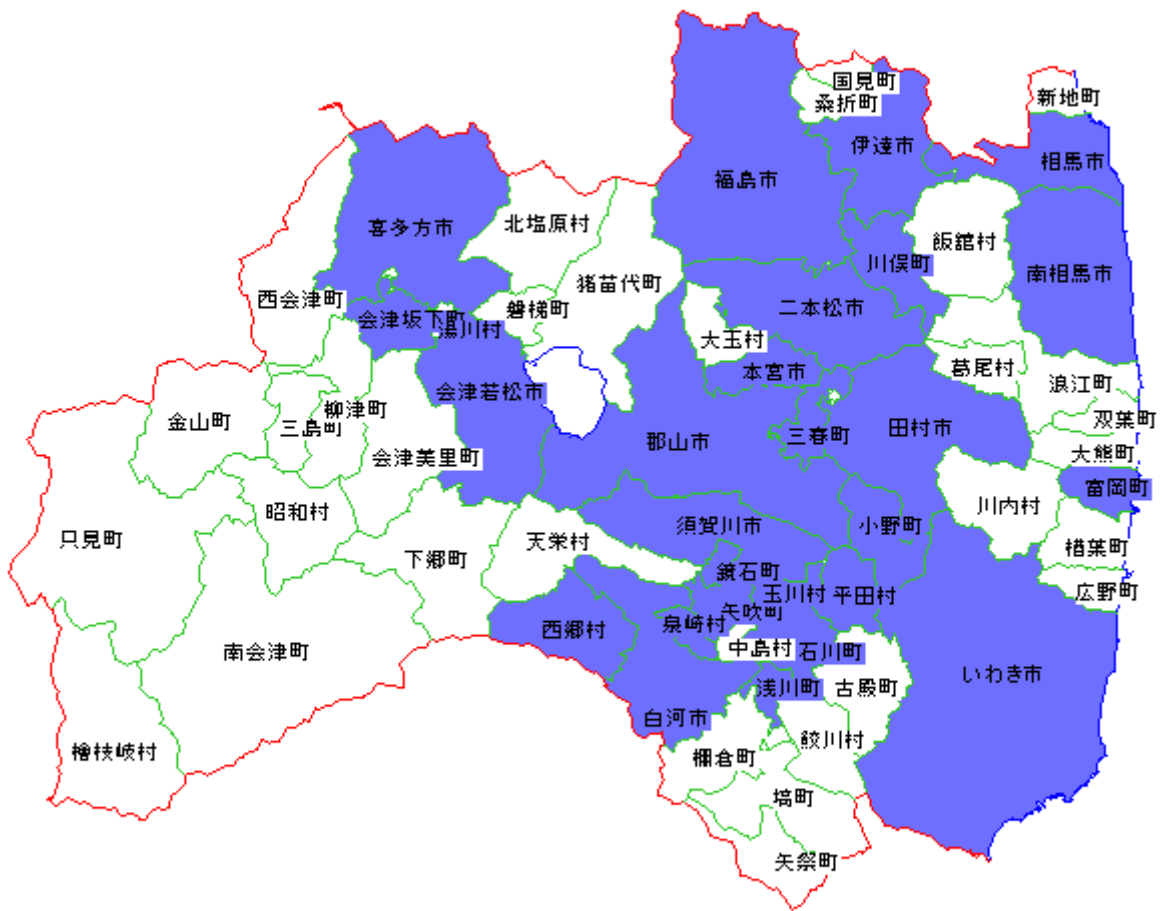 国見町
桑折町
新地町
伊達市
相馬市
福島市
喜多方市
北塩原村
飯舘村
川俣町
南相馬市
猪苗代町
西会津町
磐梯町
会津坂下町
湯川村
二本松市
大玉村
葛尾村
本宮市
浪江町
会津若松市
柳津町
金山町
三島町
双葉町
田村市
三春町
郡山市
大熊町
会津美里町
富岡町
川内村
昭和村
只見町
須賀川市
小野町
天栄村
楢葉町
下郷町
鏡石町
玉川村
平田村
広野町
矢吹町
泉崎村
西郷村
中島村
石川町
南会津町
いわき市
浅川町
古殿町
白河市
鮫川村
檜枝岐村
棚倉町
塙町
矢祭町